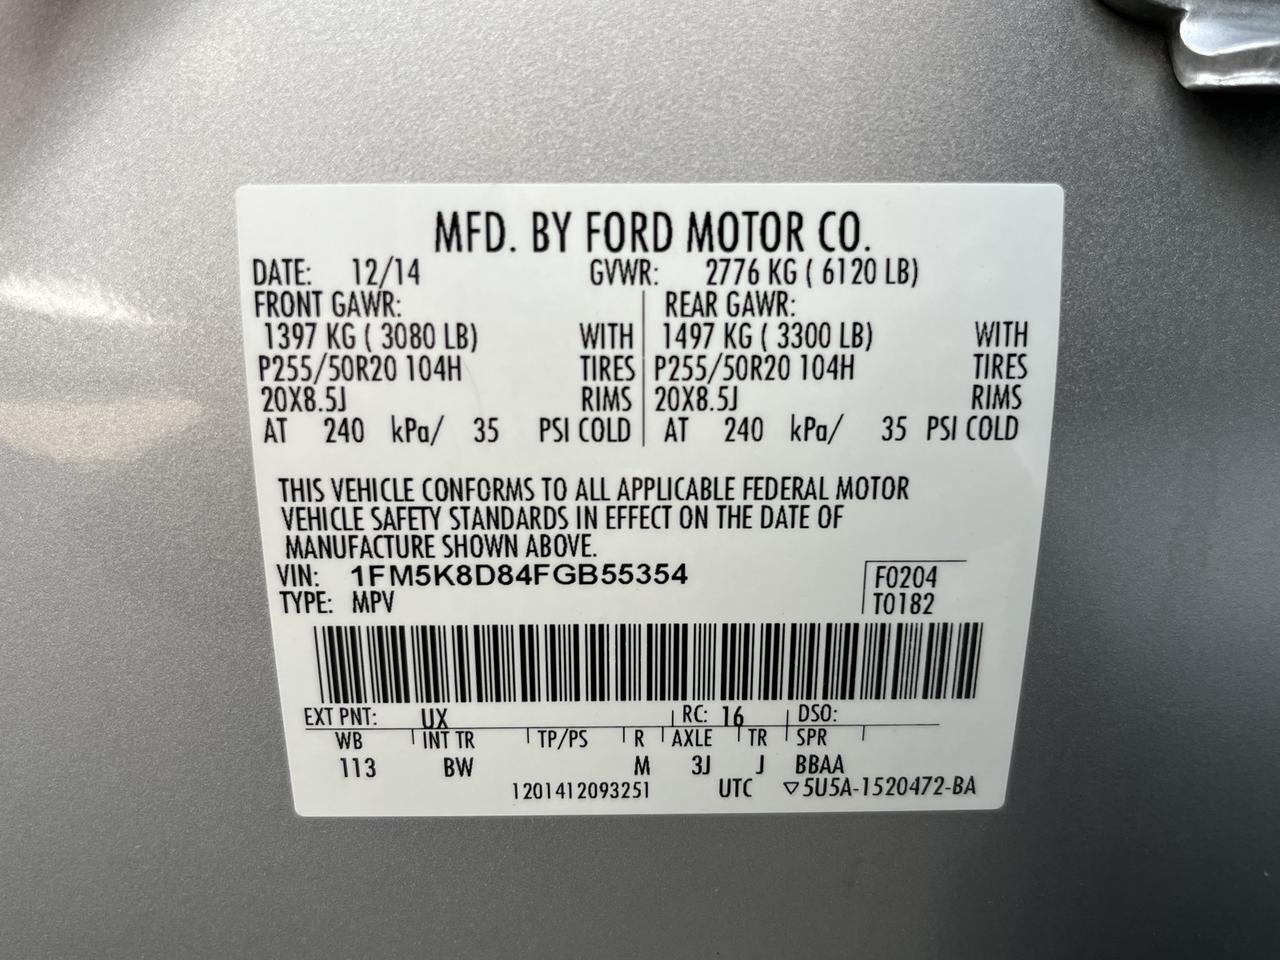 MFD. BY FORD MOTOR CO.
DATE: 12/14 GVWR: 2776 KG ( 6120 LB)
FRONT GAWR: REAR GAWR:
1397 KG ( 3080 LB) WITH 1497 KG ( 3300 LB) WITH
P255/50R20 104H TIRES P255/50R20 104H TIRES
20X8.5J RIMS 20X8.5J RIMS
AT 240 kPa/ 35 PSI COLD AT 240 kPa/ 35 PSI COLD
THIS VEHICLE CONFORMS TO ALL APPLICABLE FEDERAL MOTOR
VEHICLE SAFETY STANDARDS IN EFFECT ON THE DATE OF
MANUFACTURE SHOWN ABOVE.
VIN: 1FM5K8D84FGB55354 F0204
TYPE: MPV T0182
EXT PNT: UX RC: 16 DSO:
WB INT TR TP/PS R AXLE TR SPR
113 BW M 3J J BBAA
1201412093251 UTC ▽5U5A-1520472-BA